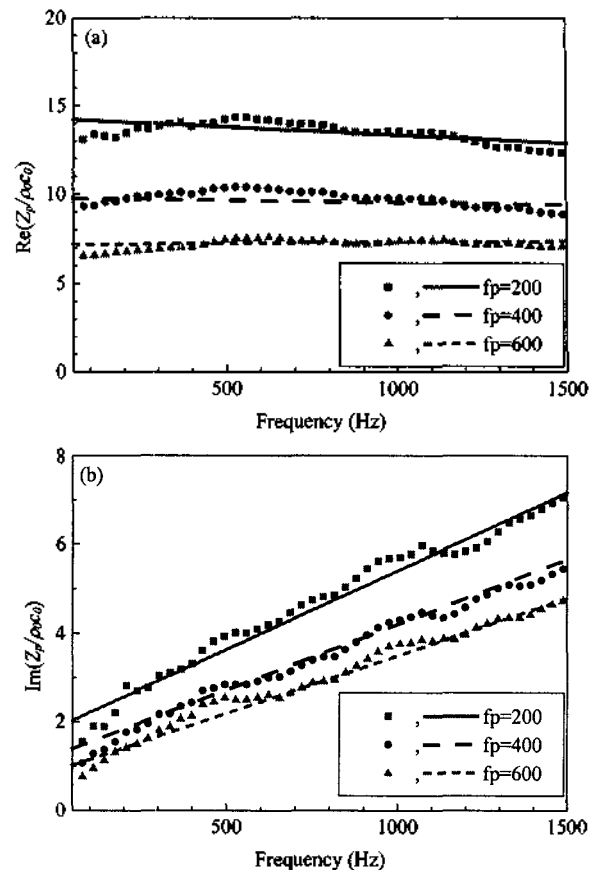 20
(a)
15
10
5
0
Re(Zp/ρ0c0)
, fp=200
, fp=400
, fp=600
500
1000
1500
Frequency (Hz)
8
(b)
6
4
2
0
Im(Zp/ρ0c0)
, fp=200
, fp=400
, fp=600
500
1000
1500
Frequency (Hz)